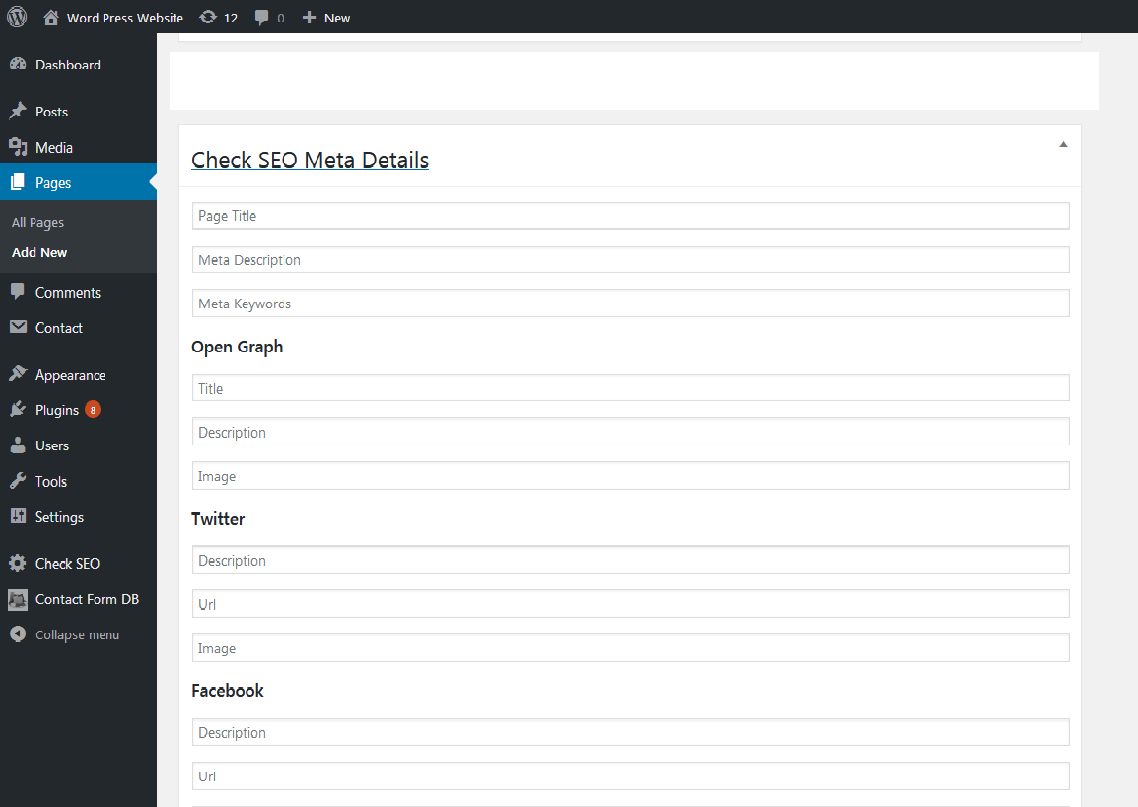 Word Press Website 12 0 New
Dashboard
Posts
Media
Pages
All Pages
Add New
Comments
Contact
Appearance
Plugins 8
Users
Tools
Settings
Check SEO
Contact Form DB
Collapse menu
Check SEO Meta Details
Page Title
Meta Description
Meta Keywords
Open Graph
Title
Description
Image
Twitter
Description
Url
Image
Facebook
Description
Url